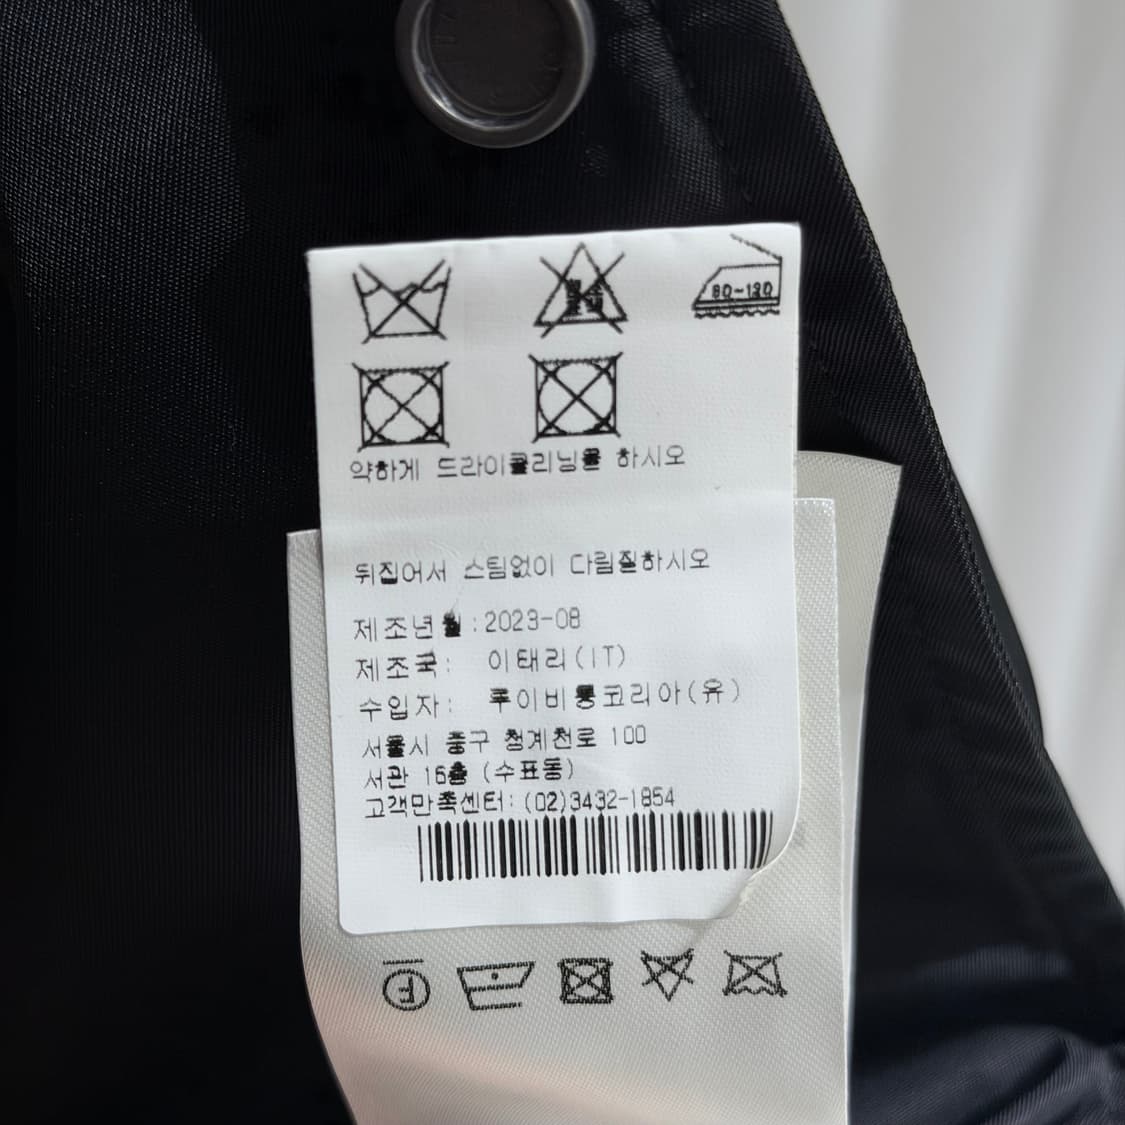 80-120
약하게 드라이클리닝을 하시오
뒤집어서 스팀없이 다림질하시오
제조년월:2023-08
제조국: 이태리(IT)
수입자: 루이비통코리아(유)
서울시 중구 청계천로 100
서관 16층 (수표동)
고객만족센터:(02)3432-1854
F